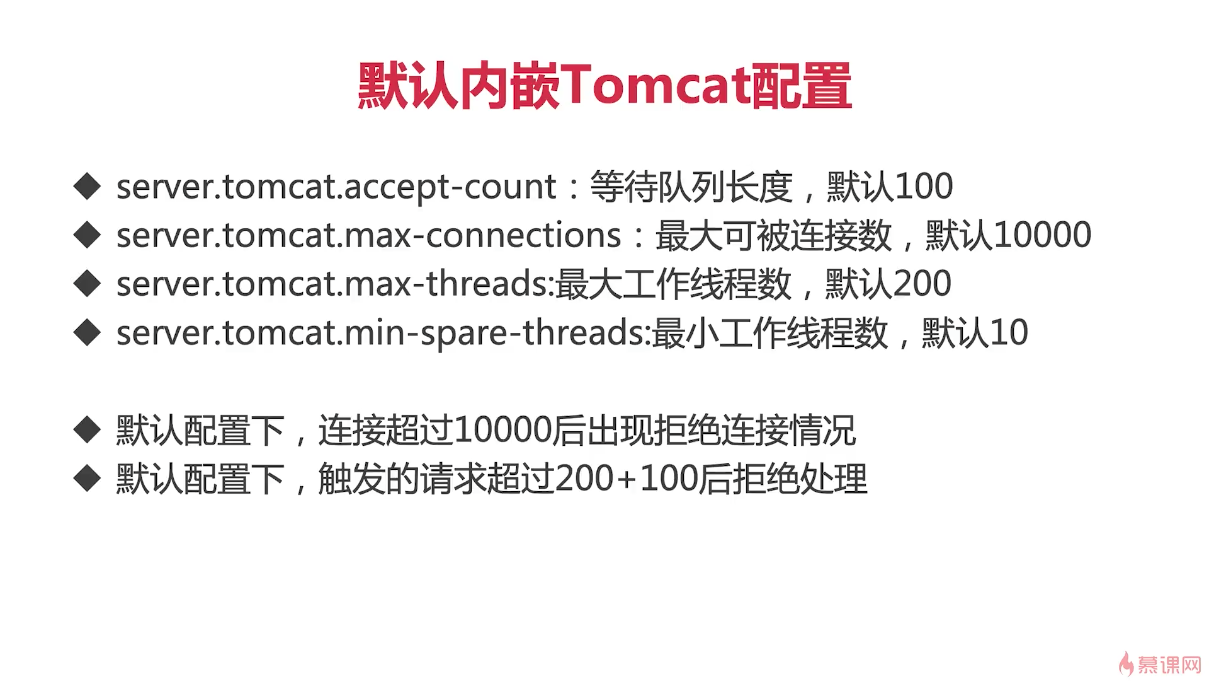 默认内嵌Tomcat配置
◆ server.tomcat.accept-count：等待队列长度，默认100
◆ server.tomcat.max-connections：最大可被连接数，默认10000
◆ server.tomcat.max-threads:最大工作线程数，默认200
◆ server.tomcat.min-spare-threads:最小工作线程数，默认10
◆ 默认配置下，连接超过10000后出现拒绝连接情况
◆ 默认配置下，触发的请求超过200+100后拒绝处理
慕课网